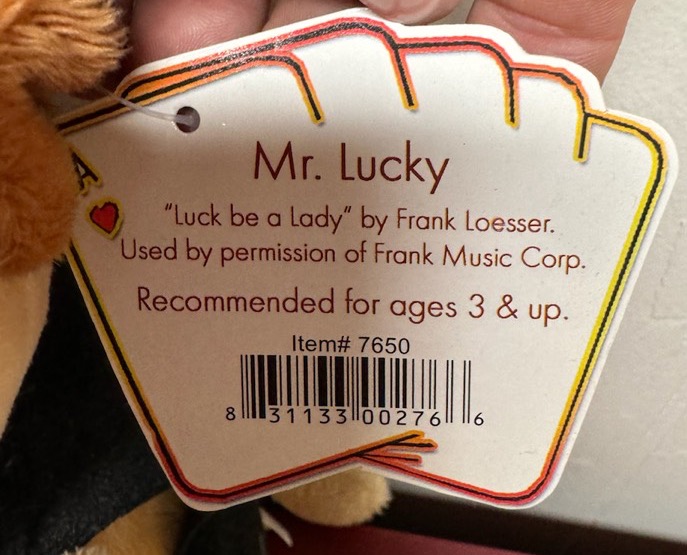 A
Mr. Lucky
"Luck be a Lady" by Frank Loesser.
Used by permission of Frank Music Corp.
Recommended for ages 3 & up.
Item# 7650
8 31133 00276 6